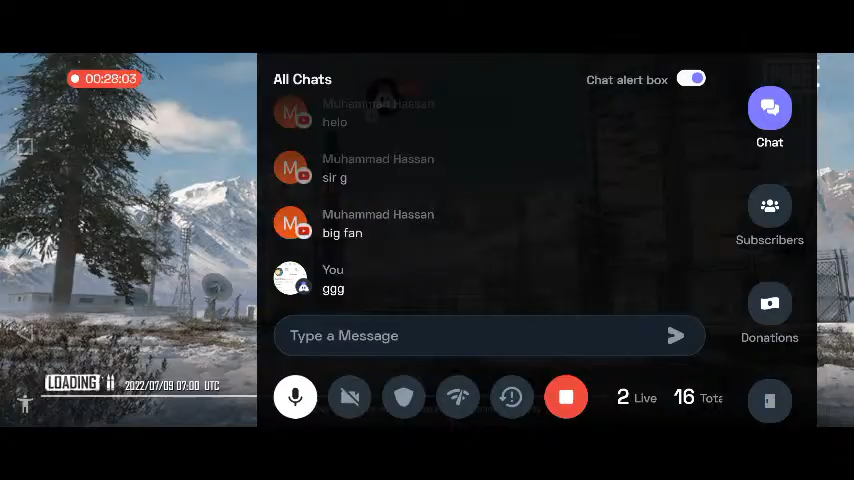 00:28:03
All Chats
Chat alert box
Muhammad Hassan
helo
Muhammad Hassan
sir g
Muhammad Hassan
big fan
You
ggg
Type a Message
Chat
Subscribers
Donations
LOADING
2022/07/09 07:00 UTC
2 Live
16 Tota